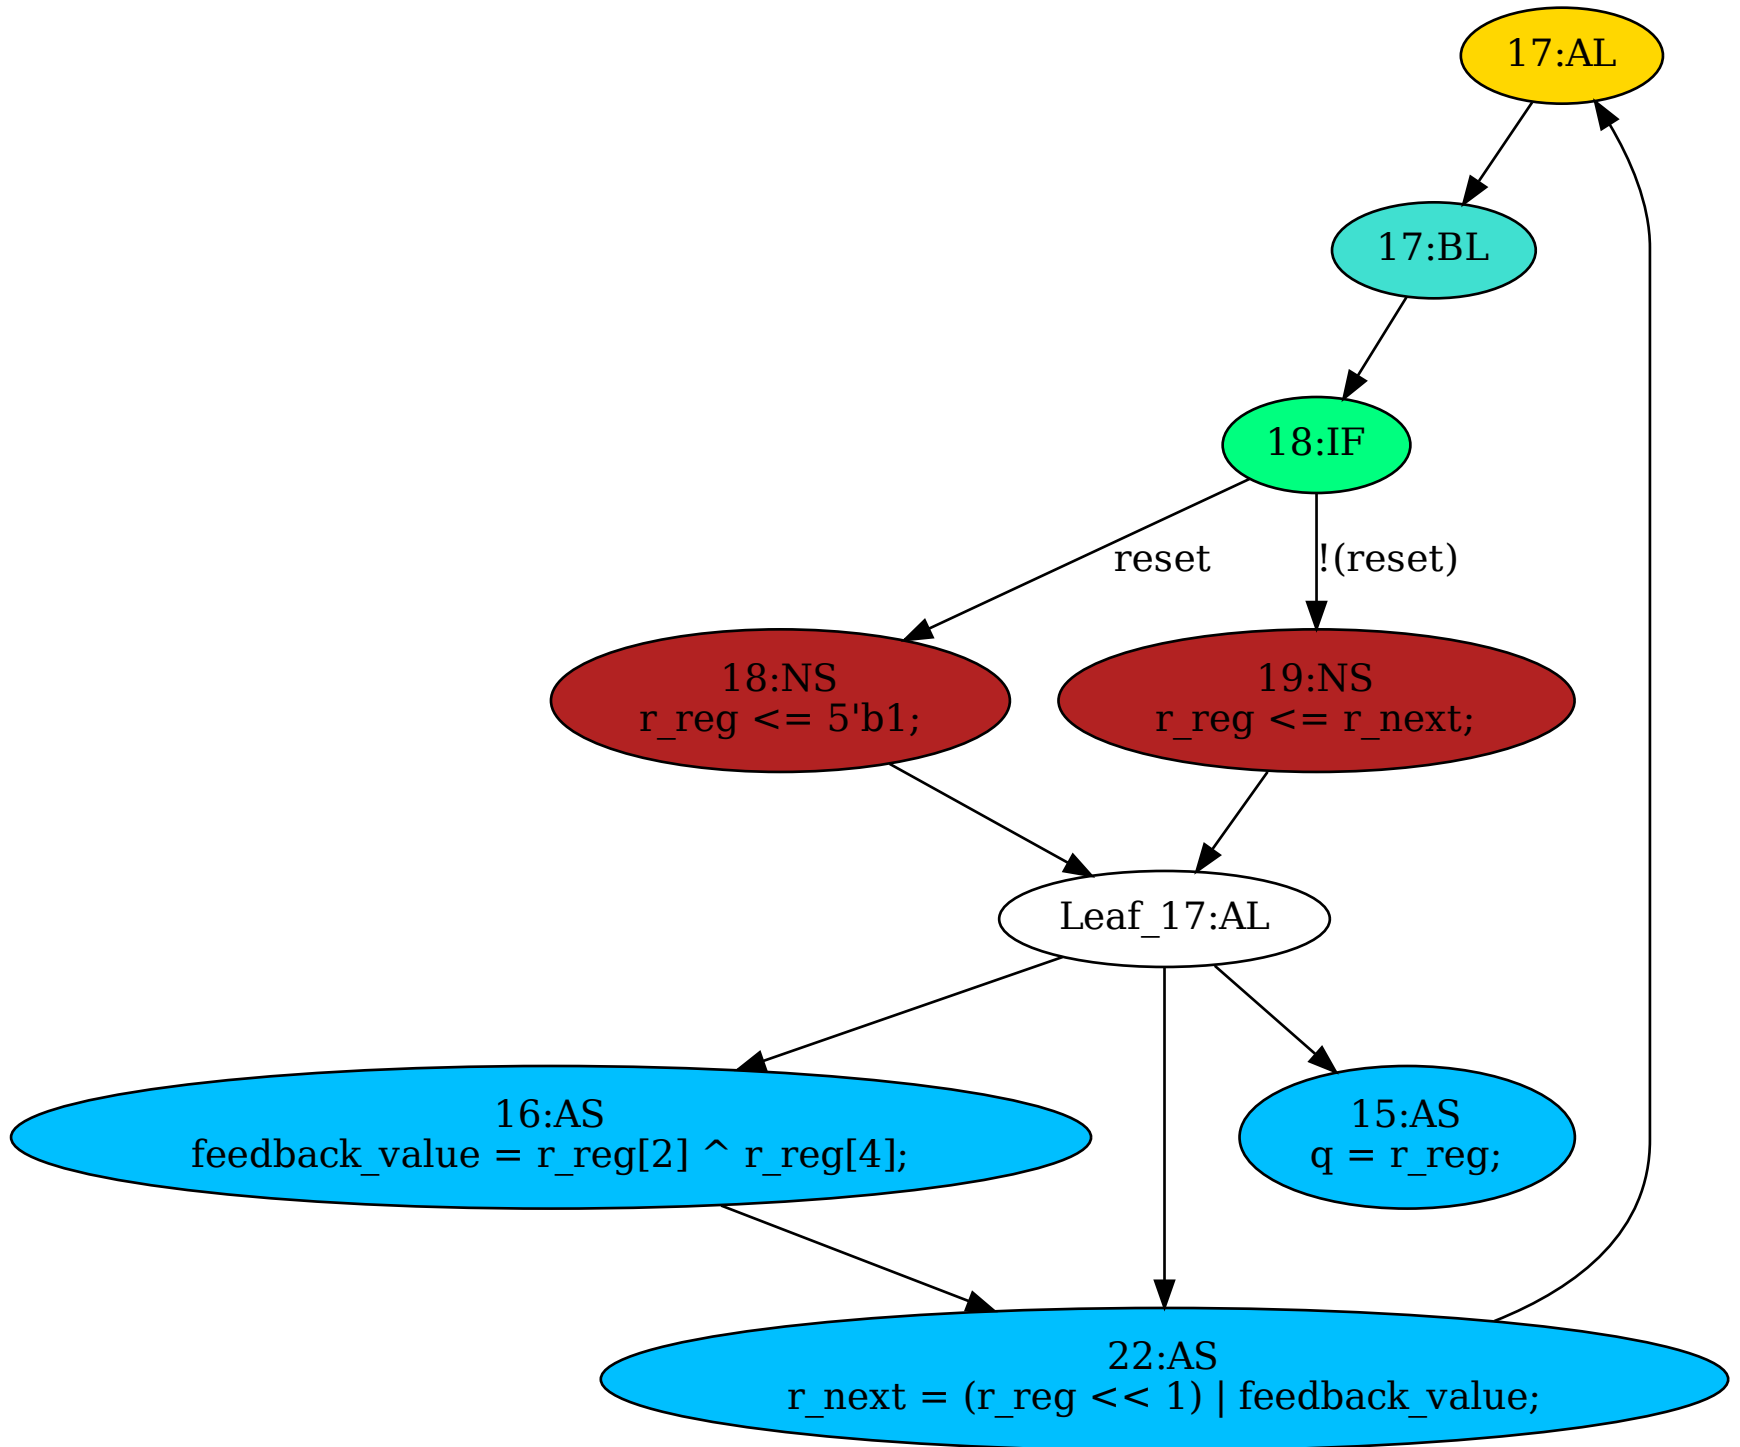 17:AL
17:BL
18:IF
reset
!(reset)
18:NS
r_reg <= 5'b1;
19:NS
r_reg <= r_next;
Leaf_17:AL
16:AS
feedback_value = r_reg[2] ^ r_reg[4];
15:AS
q = r_reg;
22:AS
r_next = (r_reg << 1) | feedback_value;